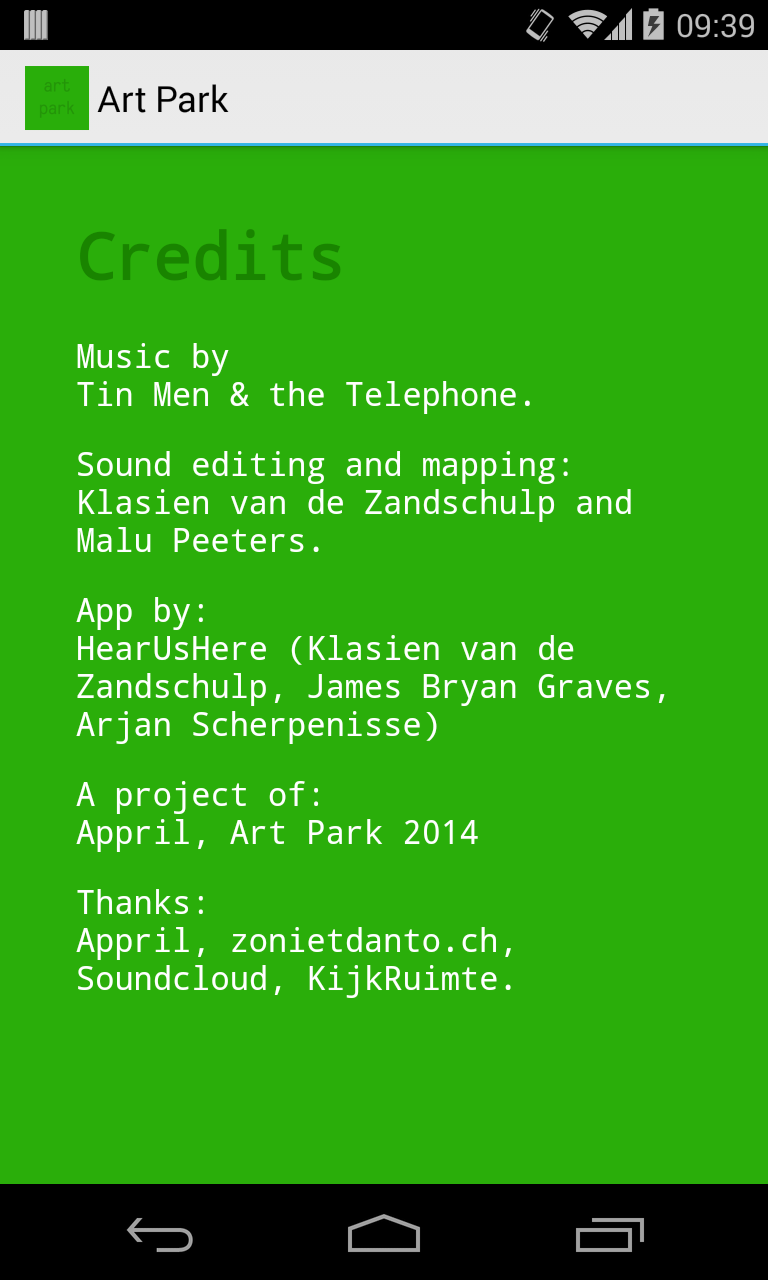 09:39
art
park
Art Park
Credits
Music by
Tin Men & the Telephone.
Sound editing and mapping:
Klasien van de Zandschulp and
Malu Peeters.
App by:
HearUsHere (Klasien van de
Zandschulp, James Bryan Graves,
Arjan Scherpenisse)
A project of:
Appril, Art Park 2014
Thanks:
Appril, zonietdanto.ch,
Soundcloud, KijkRuimte.